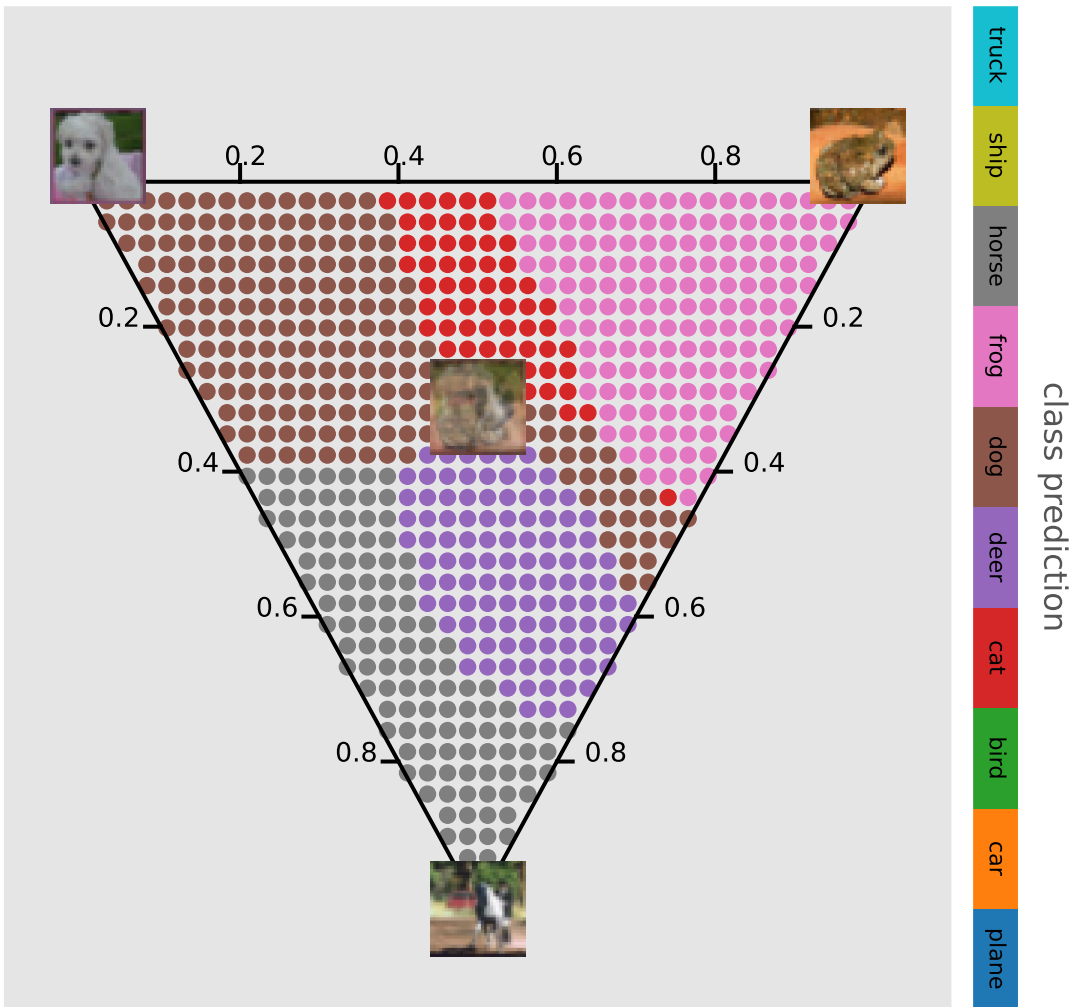 0.2 0.4 0.6 0.8
0.2 0.2
0.4 0.4
0.6 0.6
0.8 0.8
truck
ship
horse
frog
dog
deer
cat
bird
car
plane
class prediction